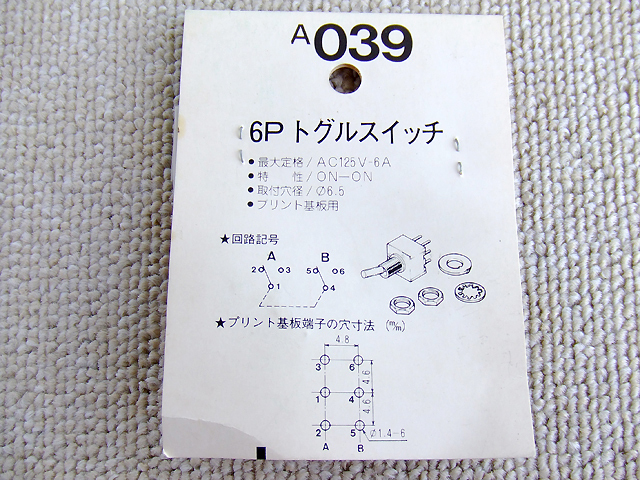 A039
6P トグルスイッチ
● 最大定格/AC125V-6A
● 特 性/ON—ON
● 取付穴径/∅6.5
● プリント基板用
★回路記号
A B
2 3 5 6
1 4
★プリント基板端子の穴寸法 (m/m)
4.8
3 6
4.6
1 4
4.6
2 5 ∅1.4-6
A B